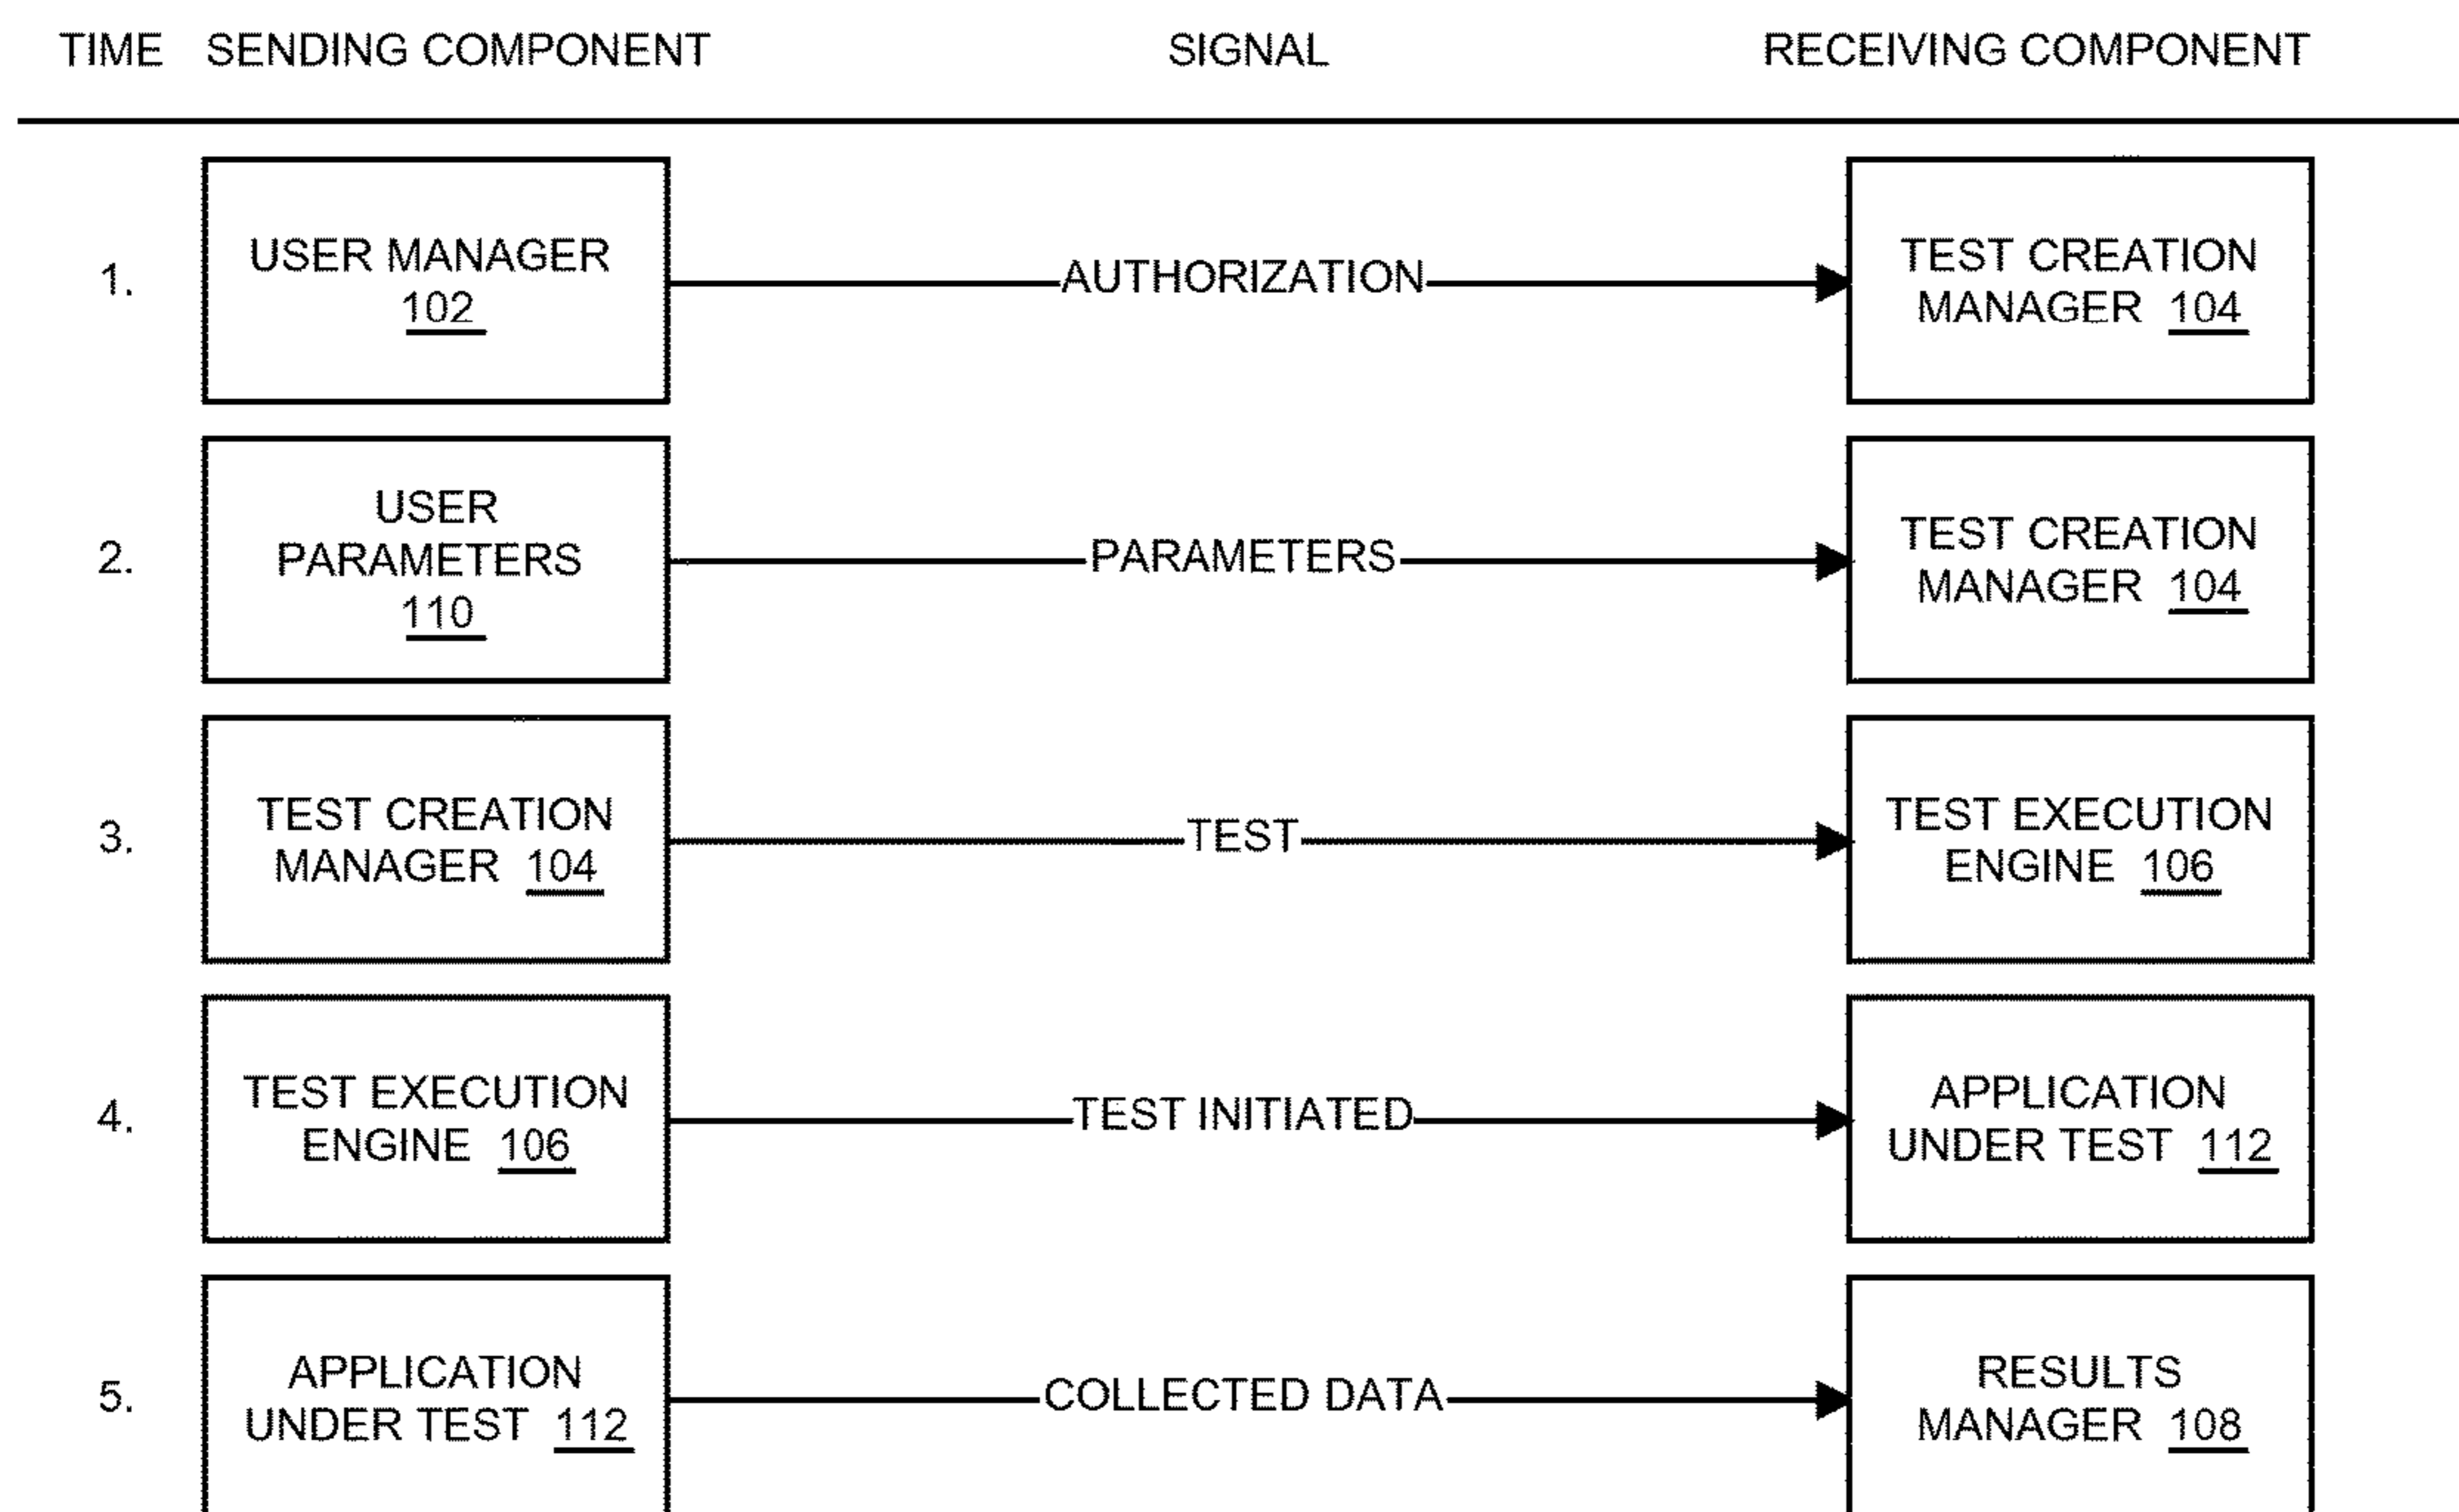 TIME SENDING COMPONENT SIGNAL RECEIVING COMPONENT
1.
USER MANAGER
102
AUTHORIZATION
TEST CREATION
MANAGER 104
2.
USER
PARAMETERS
110
PARAMETERS
TEST CREATION
MANAGER 104
3.
TEST CREATION
MANAGER 104
TEST
TEST EXECUTION
ENGINE 106
4.
TEST EXECUTION
ENGINE 106
TEST INITIATED
APPLICATION
UNDER TEST 112
5.
APPLICATION
UNDER TEST 112
COLLECTED DATA
RESULTS
MANAGER 108